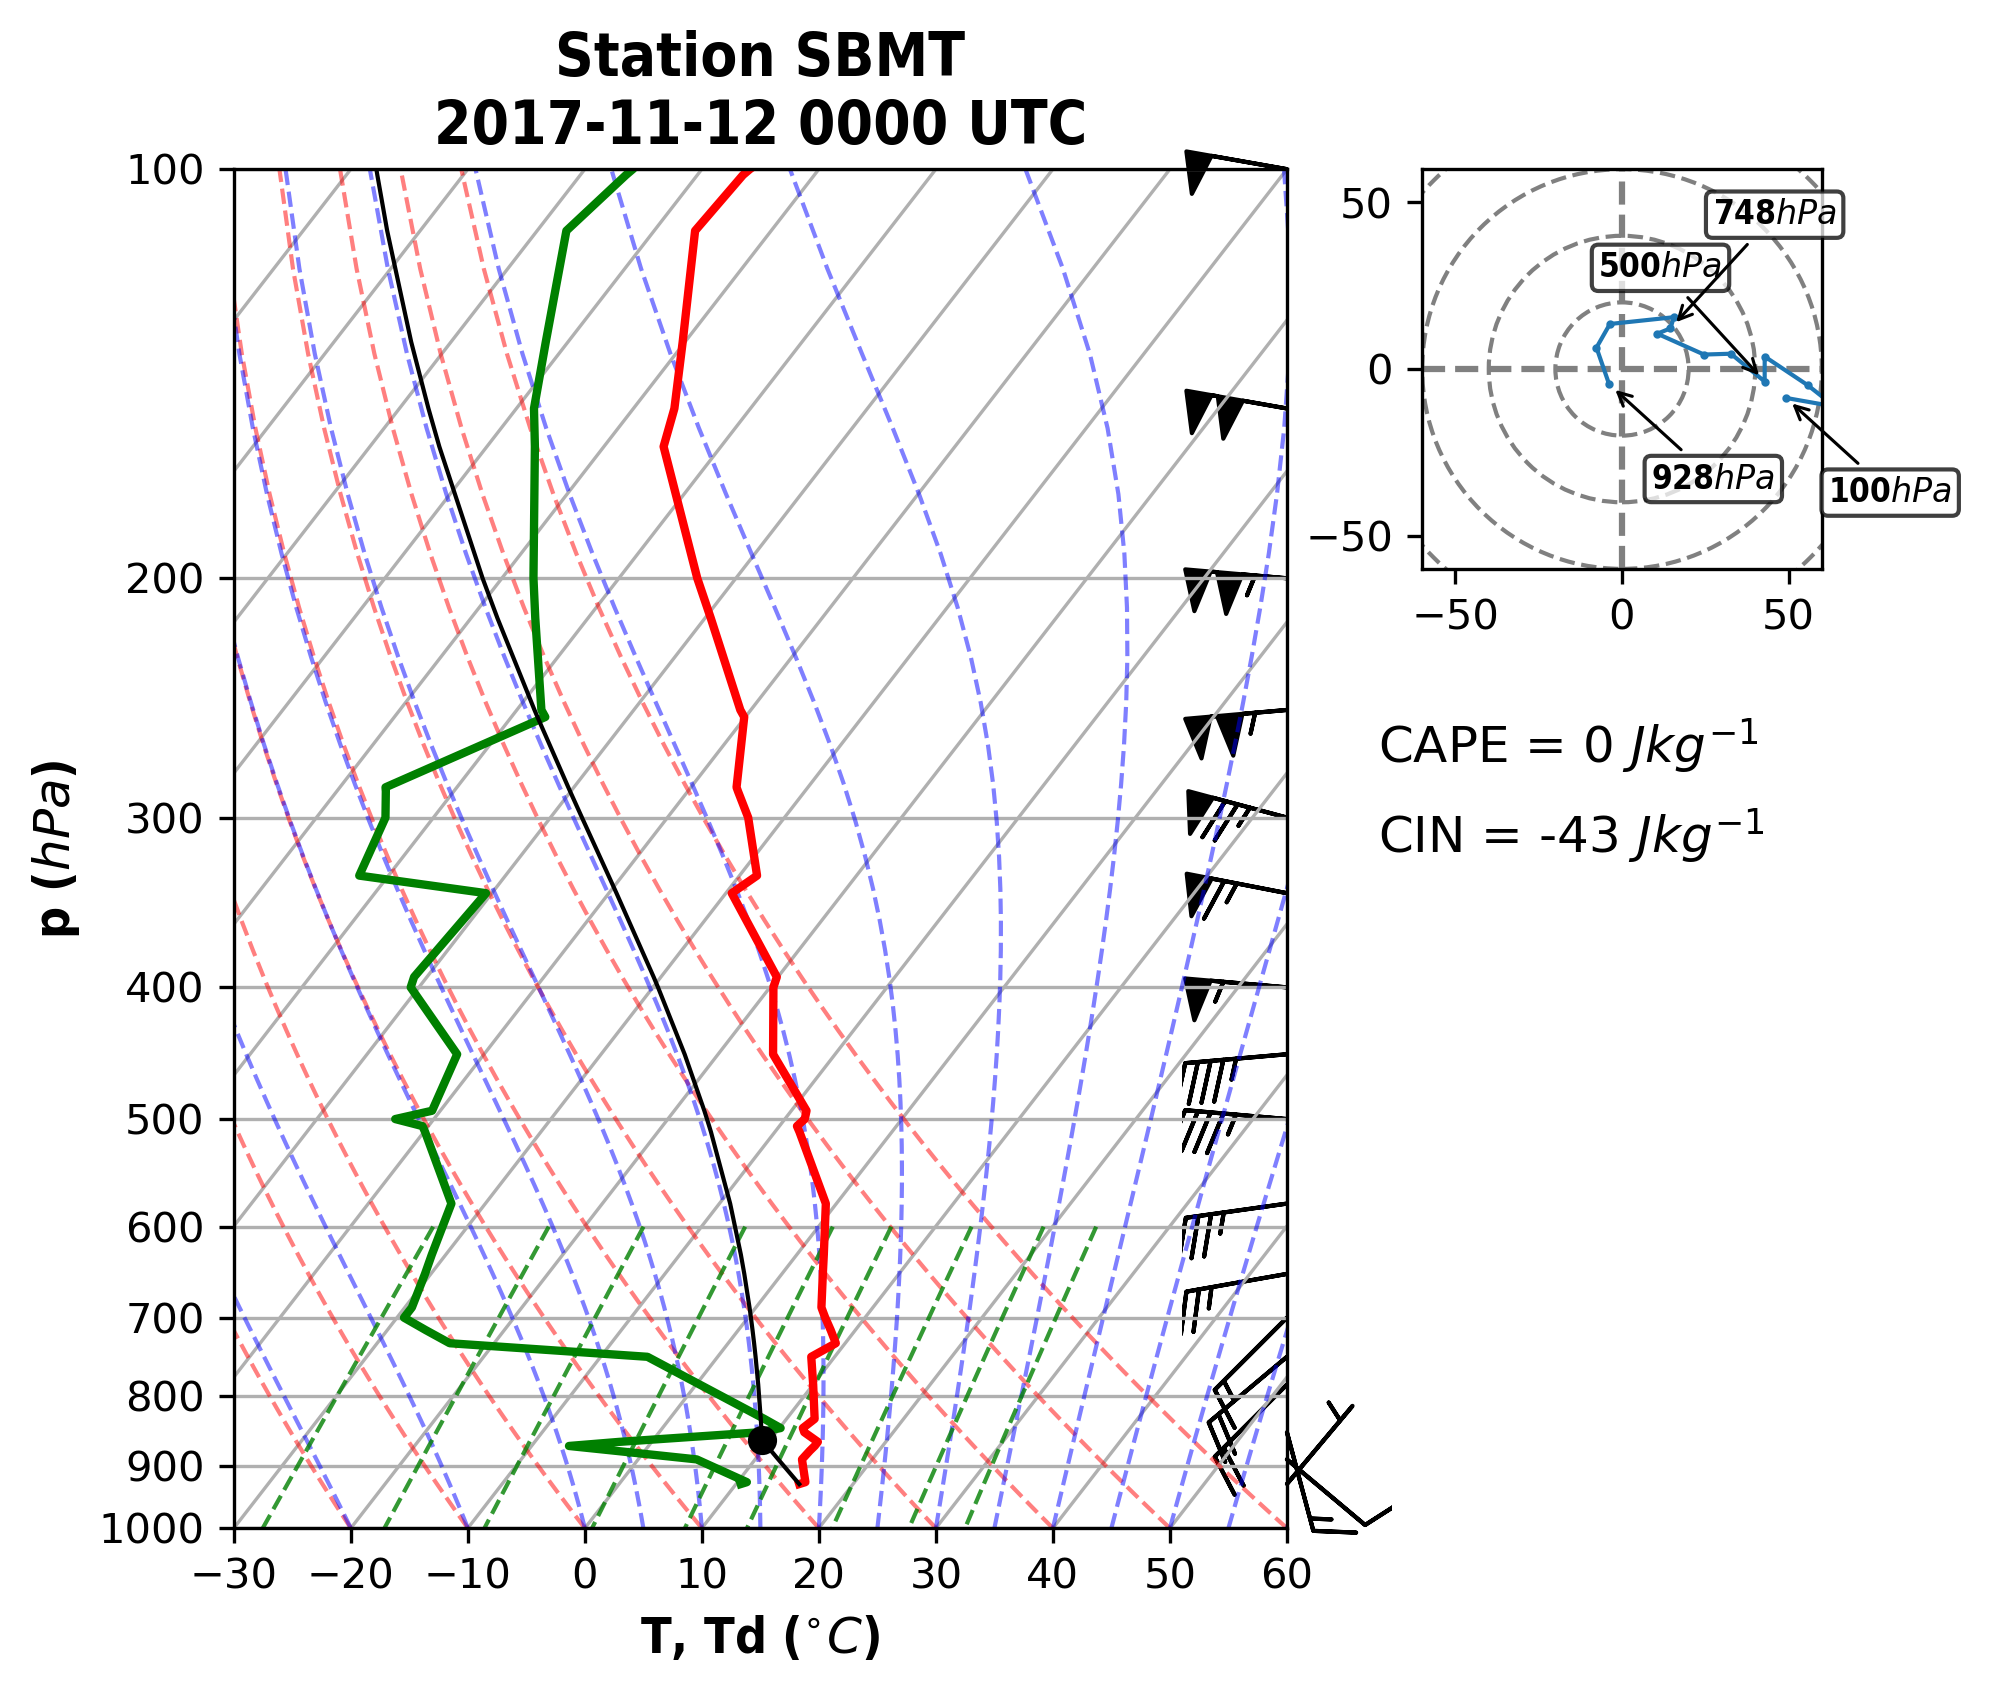 Station SBMT
2017-11-12 0000 UTC
100
200
300
400
500
600
700
800
900
1000
p (hPa)
−30 −20 −10 0 10 20 30 40 50 60
T, Td (°C)
50
0
−50
−50 0 50
748hPa
500hPa
928hPa
100hPa
CAPE = 0 Jkg⁻¹
CIN = -43 Jkg⁻¹